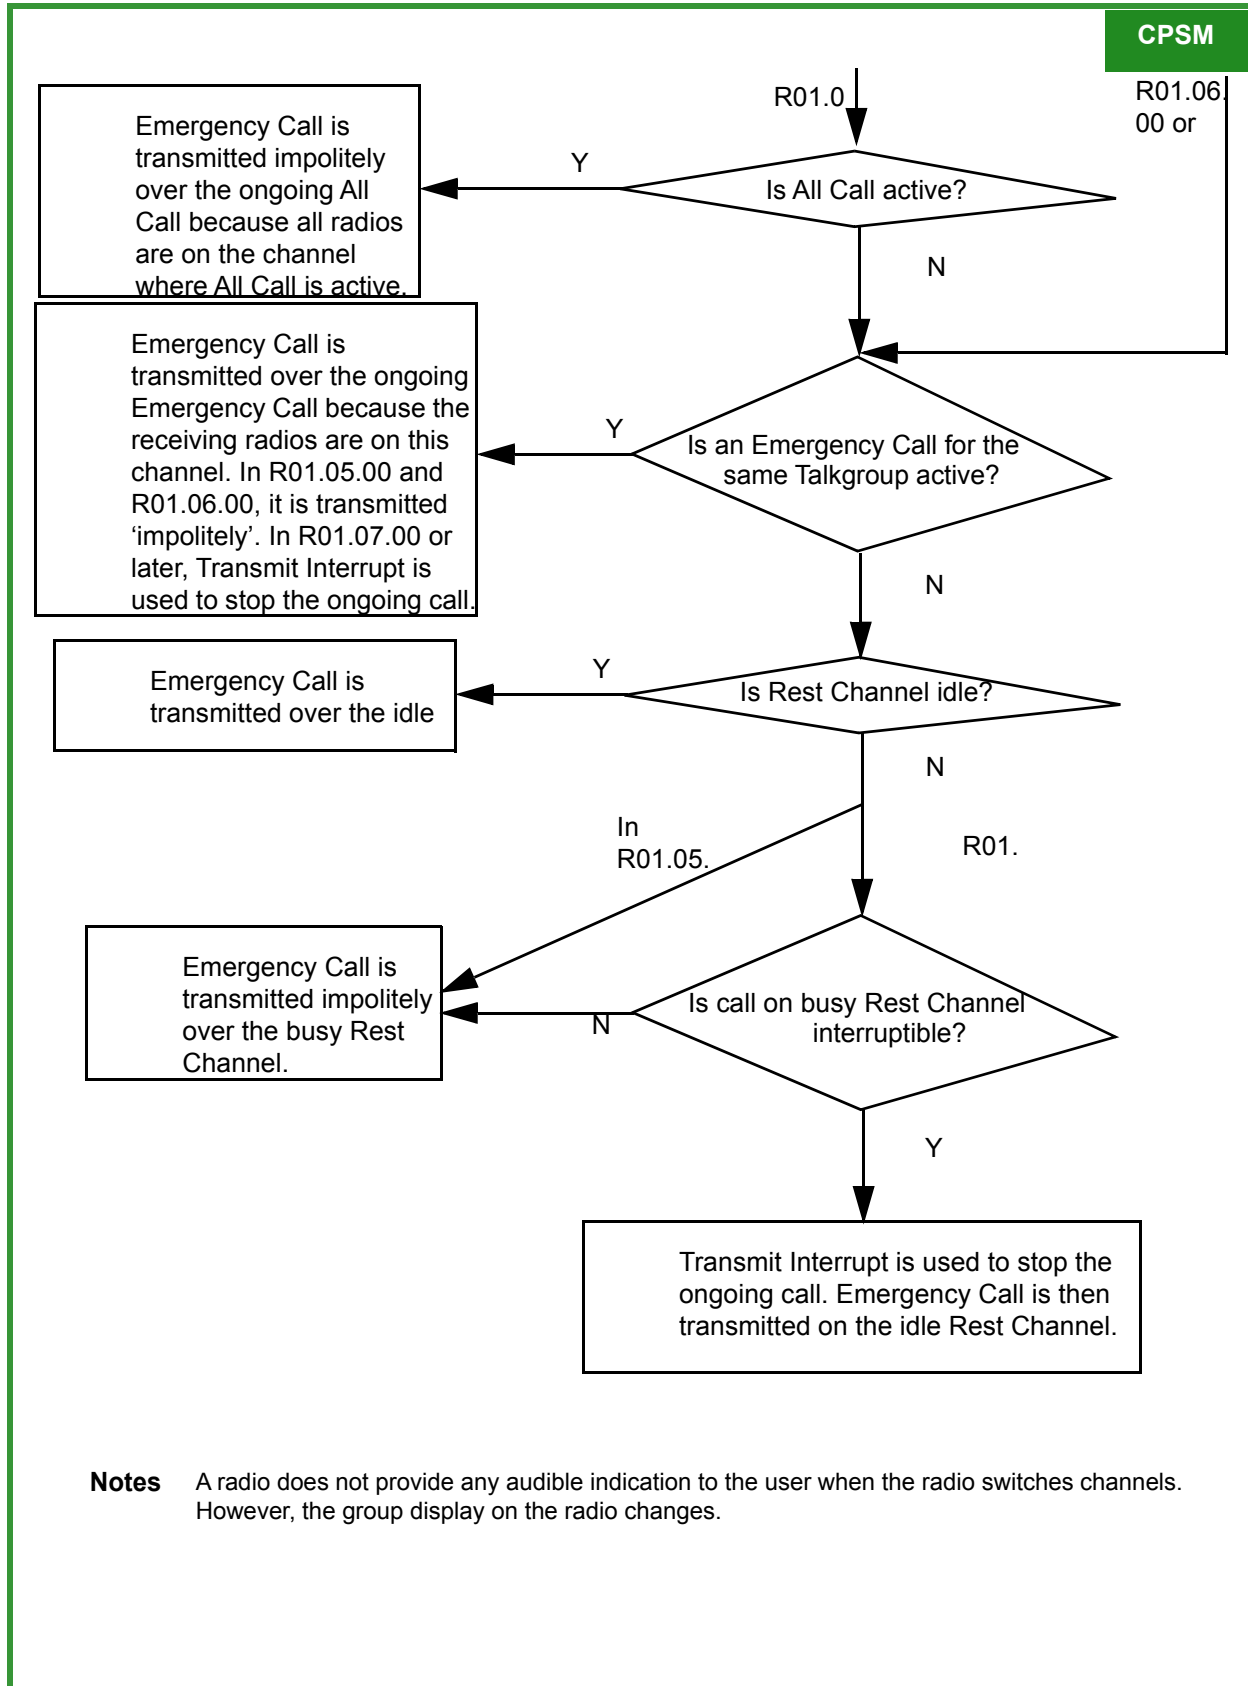 CPSM
R01.0
R01.06.
00 or
Emergency Call is
transmitted impolitely
over the ongoing All
Call because all radios
are on the channel
where All Call is active.
Y
Is All Call active?
N
Emergency Call is
transmitted over the ongoing
Emergency Call because the
receiving radios are on this
channel. In R01.05.00 and
R01.06.00, it is transmitted
‘impolitely’. In R01.07.00 or
later, Transmit Interrupt is
used to stop the ongoing call.
Y
Is an Emergency Call for the
same Talkgroup active?
N
Emergency Call is
transmitted over the idle
Y
Is Rest Channel idle?
N
In
R01.05.
R01.
Emergency Call is
transmitted impolitely
over the busy Rest
Channel.
N
Is call on busy Rest Channel
interruptible?
Y
Transmit Interrupt is used to stop the
ongoing call. Emergency Call is then
transmitted on the idle Rest Channel.
Notes A radio does not provide any audible indication to the user when the radio switches channels.
However, the group display on the radio changes.